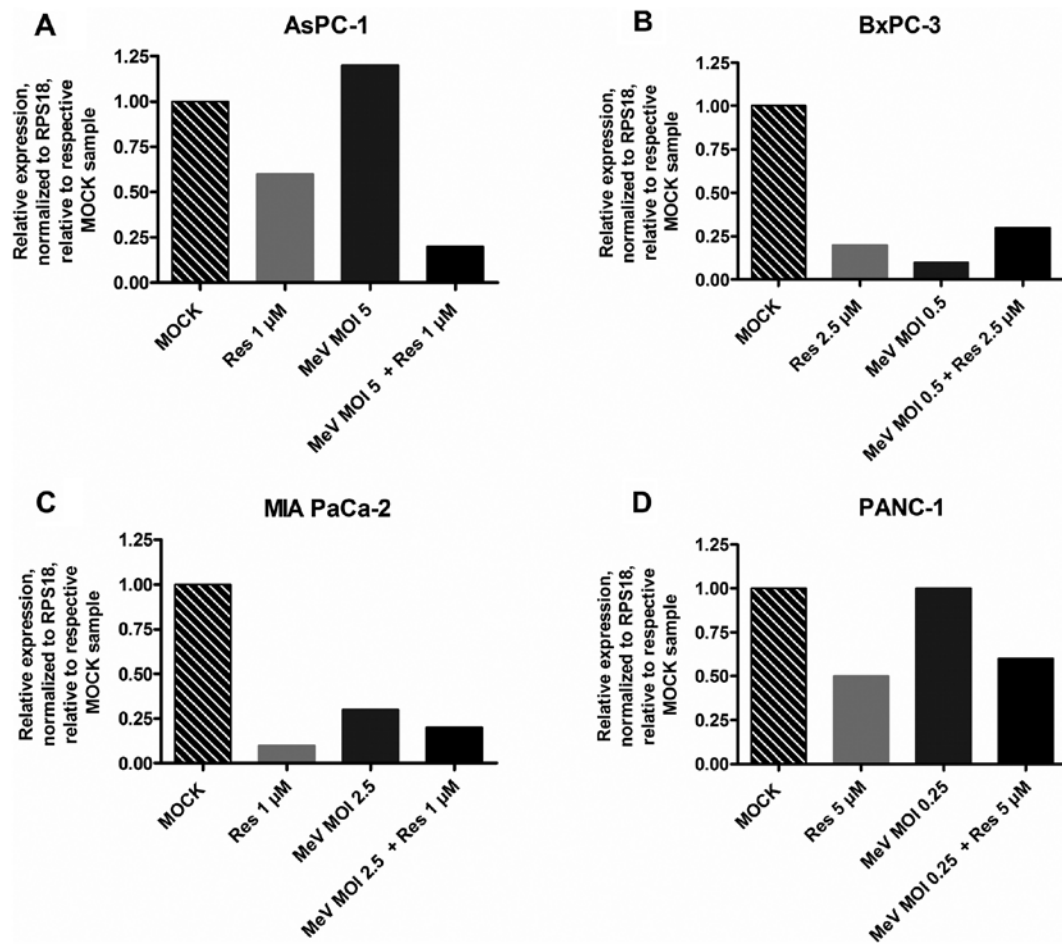 A
AsPC-1
Relative expression,
normalized to RPS18,
relative to respective
MOCK sample
1.25
1.00
0.75
0.50
0.25
0.00
MOCK
Res 1 µM
MeV MOI 5
MeV MOI 5 + Res 1 µM
B
BxPC-3
Relative expression,
normalized to RPS18,
relative to respective
MOCK sample
1.25
1.00
0.75
0.50
0.25
0.00
MOCK
Res 2.5 µM
MeV MOI 0.5
MeV MOI 0.5 + Res 2.5 µM
C
MIA PaCa-2
Relative expression,
normalized to RPS18,
relative to respective
MOCK sample
1.25
1.00
0.75
0.50
0.25
0.00
MOCK
Res 1 µM
MeV MOI 2.5
MeV MOI 2.5 + Res 1 µM
D
PANC-1
Relative expression,
normalized to RPS18,
relative to respective
MOCK sample
1.25
1.00
0.75
0.50
0.25
0.00
MOCK
Res 5 µM
MeV MOI 0.25
MeV MOI 0.25 + Res 5 µM